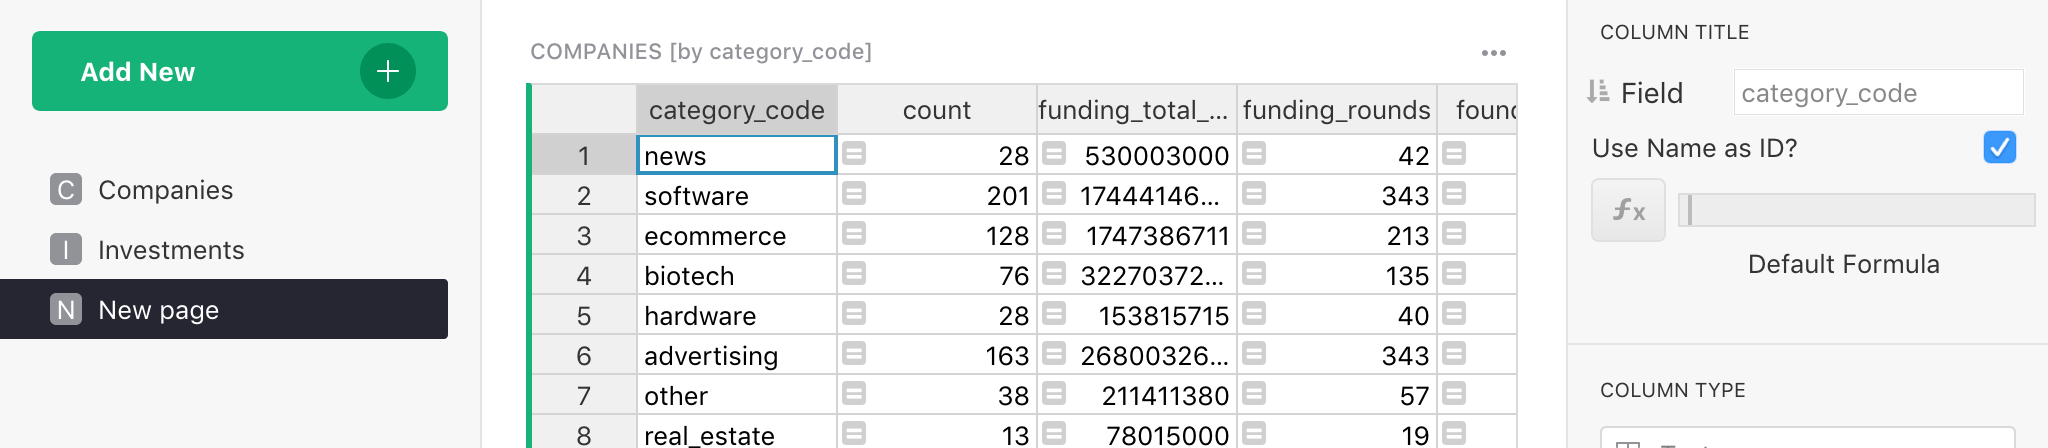 Add New
C Companies
I Investments
N New page
COMPANIES [by category_code]
category_code count funding_total_... funding_rounds found
1 news 28 530003000 42
2 software 201 17444146... 343
3 ecommerce 128 1747386711 213
4 biotech 76 32270372... 135
5 hardware 28 153815715 40
6 advertising 163 26800326... 343
7 other 38 211411380 57
8 real_estate 13 78015000 19
COLUMN TITLE
Field category_code
Use Name as ID?
fx
Default Formula
COLUMN TYPE